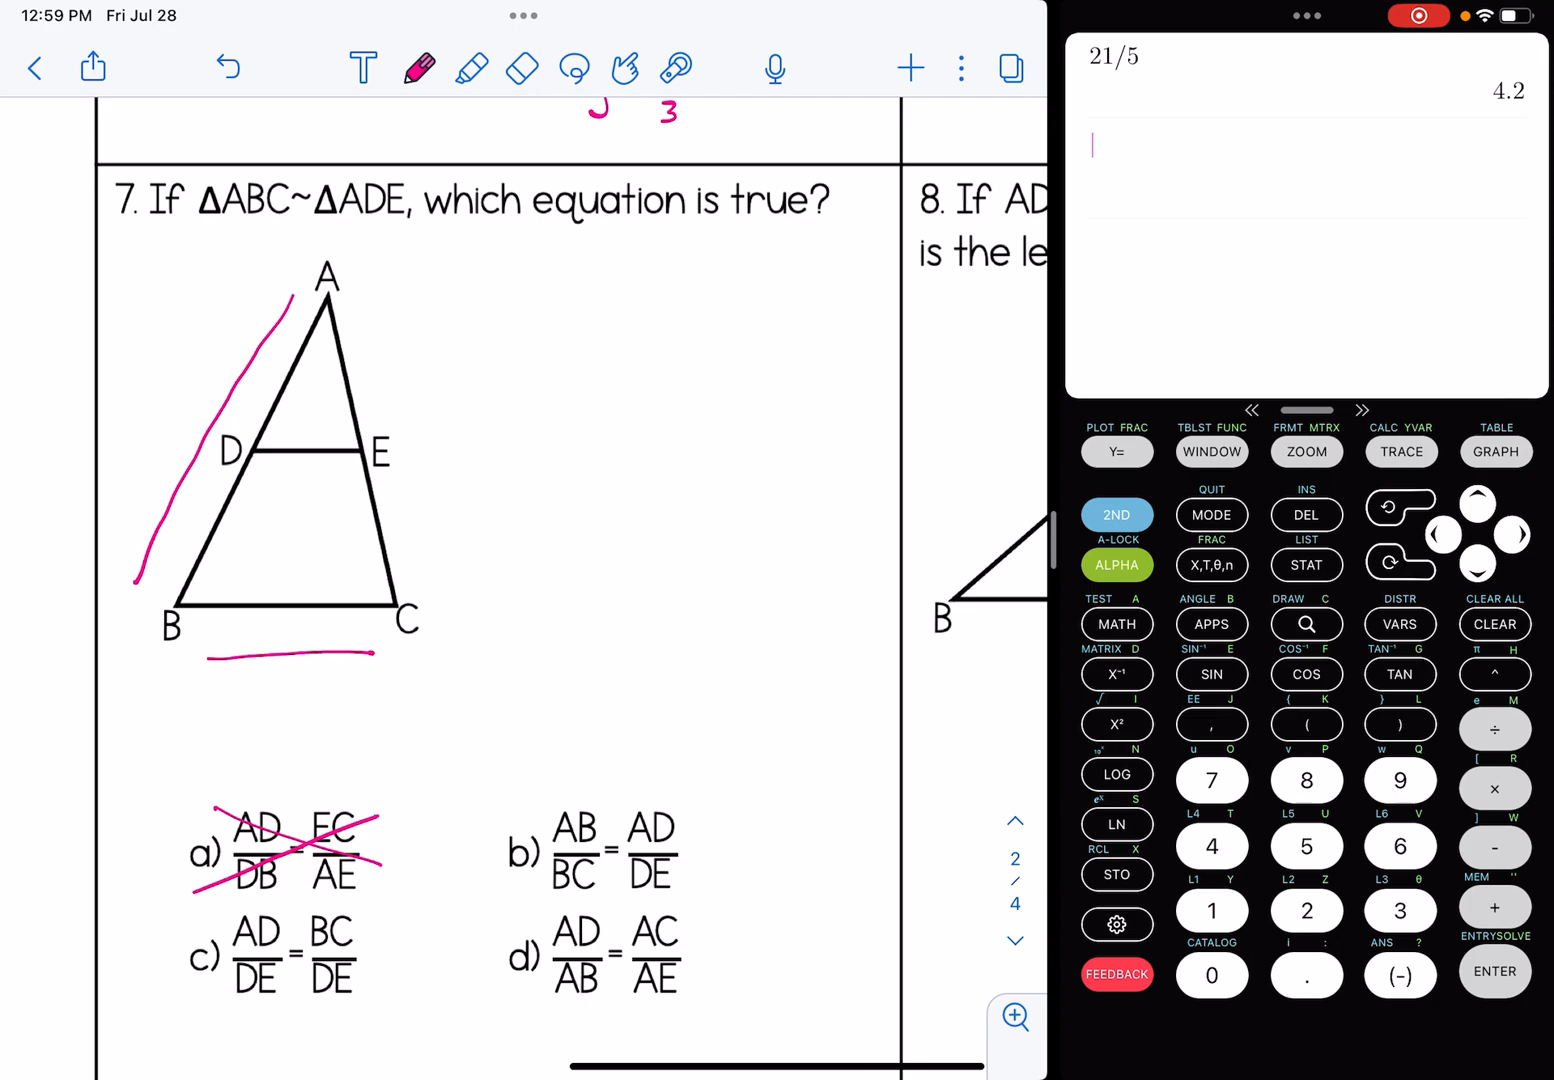 12:59 PM Fri Jul 28
3
7. If ΔABC~ΔADE, which equation is true?
A
D
E
B
C
a) AD/DB = EC/AE
b) AB/BC = AD/DE
c) AD/DE = BC/DE
d) AD/AB = AC/AE
8. If AD
is the le
B
2
/
4
21/5
4.2
PLOT FRAC TBLST FUNC FRMT MTRX CALC YVAR TABLE
Y= WINDOW ZOOM TRACE GRAPH
QUIT INS
2ND MODE DEL
A-LOCK FRAC LIST
ALPHA X,T,θ,n STAT
TEST A ANGLE B DRAW C DISTR CLEAR ALL
MATH APPS VARS CLEAR
MATRIX D SIN⁻¹ E COS⁻¹ F TAN⁻¹ G π H
X⁻¹ SIN COS TAN ^
√ I EE J { K } L e M
X² , ( ) ÷
10ˣ N u O v P w Q [ R
LOG 7 8 9 ×
eˣ S L4 T L5 U L6 V ] W
LN 4 5 6 -
RCL X L1 Y L2 Z L3 θ MEM "
STO 1 2 3 +
CATALOG i : ANS ? ENTRY SOLVE
FEEDBACK 0 . (-) ENTER